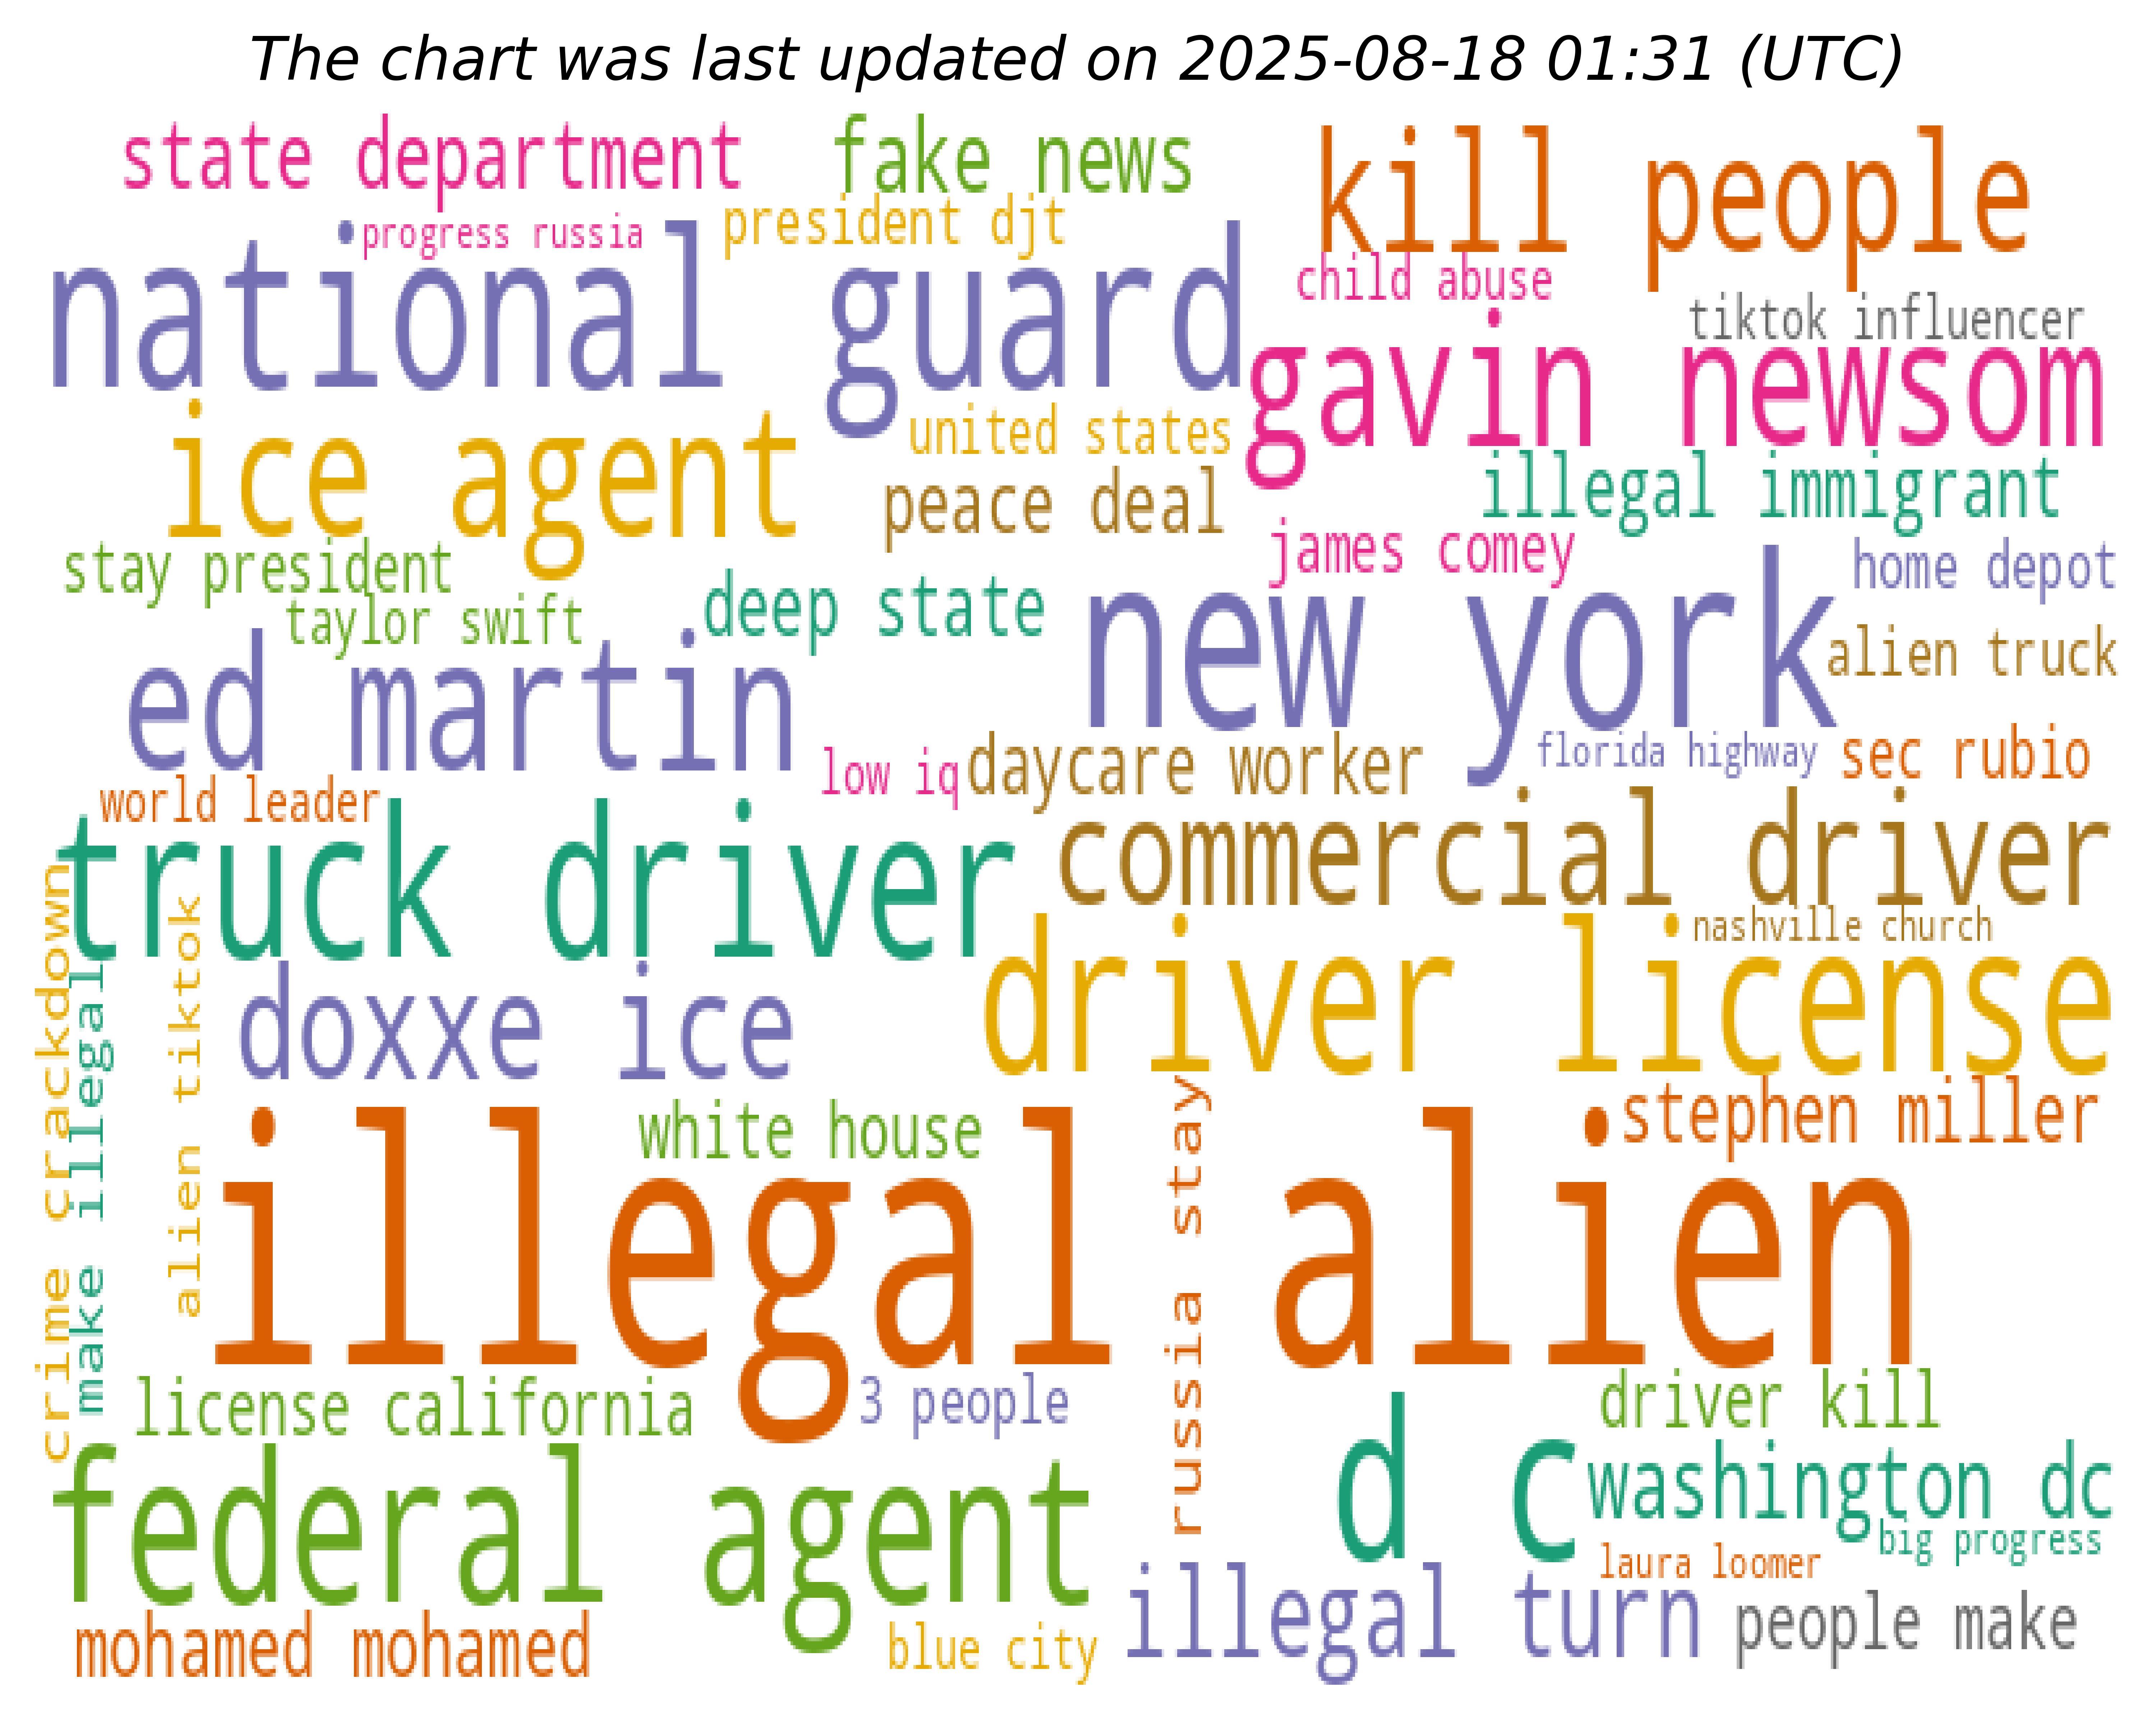 The chart was last updated on 2025-08-18 01:31 (UTC)
state department
fake news
kill people
progress russia
president djt
national guard
child abuse
tiktok influencer
gavin newsom
ice agent
united states
peace deal
illegal immigrant
stay president
james comey
home depot
taylor swift
deep state
new york
alien truck
ed martin
low iq
daycare worker
florida highway
sec rubio
world leader
truck driver
commercial driver
nashville church
crime crackdown
make illegal
alien tiktok
doxxe ice
driver license
white house
russia stay
stephen miller
illegal alien
license california
3 people
driver kill
federal agent
d c
washington dc
big progress
laura loomer
mohamed mohamed
blue city
illegal turn
people make